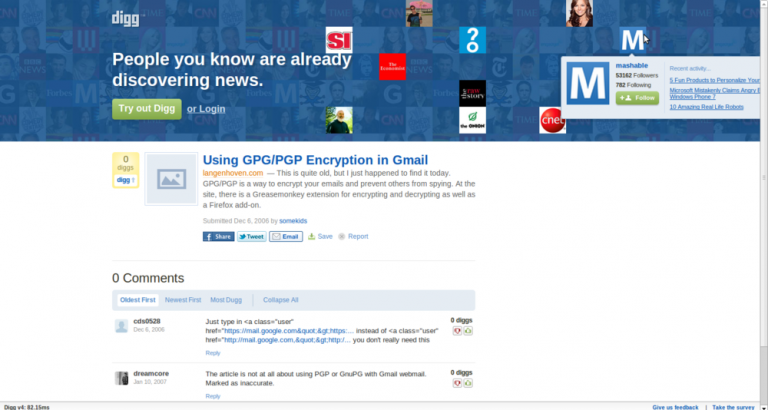 digg
People you know are already
discovering news.
Try out Digg or Login
SI
The Economist
raw story
the ONION
cnet
M
M
mashable
53162 Followers
782 Following
Follow
Recent activity...
5 Fun Products to Personalize Your
Microsoft Mistakenly Claims Angry B
Windows Phone 7
10 Amazing Real Life Robots
0
diggs
digg
Using GPG/PGP Encryption in Gmail
langenhoven.com — This is quite old, but I just happened to find it today.
GPG/PGP is a way to encrypt your emails and prevent others from spying. At the
site, there is a Greasemonkey extension for encrypting and decrypting as well as
a Firefox add-on.
Submitted Dec 6, 2006 by somekids
Share Tweet Email Save Report
0 Comments
Oldest First Newest First Most Dugg Collapse All
cds0528
Dec 6, 2006
Just type in <a class="user"
href="https://mail.google.com&quot;&gt;https:... instead of <a class="user"
href="http://mail.google.com,&quot;&gt;http:/... you don't really need this
Reply
0 diggs
dreamcore
Jan 10, 2007
The article is not at all about using PGP or GnuPG with Gmail webmail.
Marked as inaccurate.
Reply
0 diggs
Digg v4: 82.15ms
Give us feedback | Take the survey